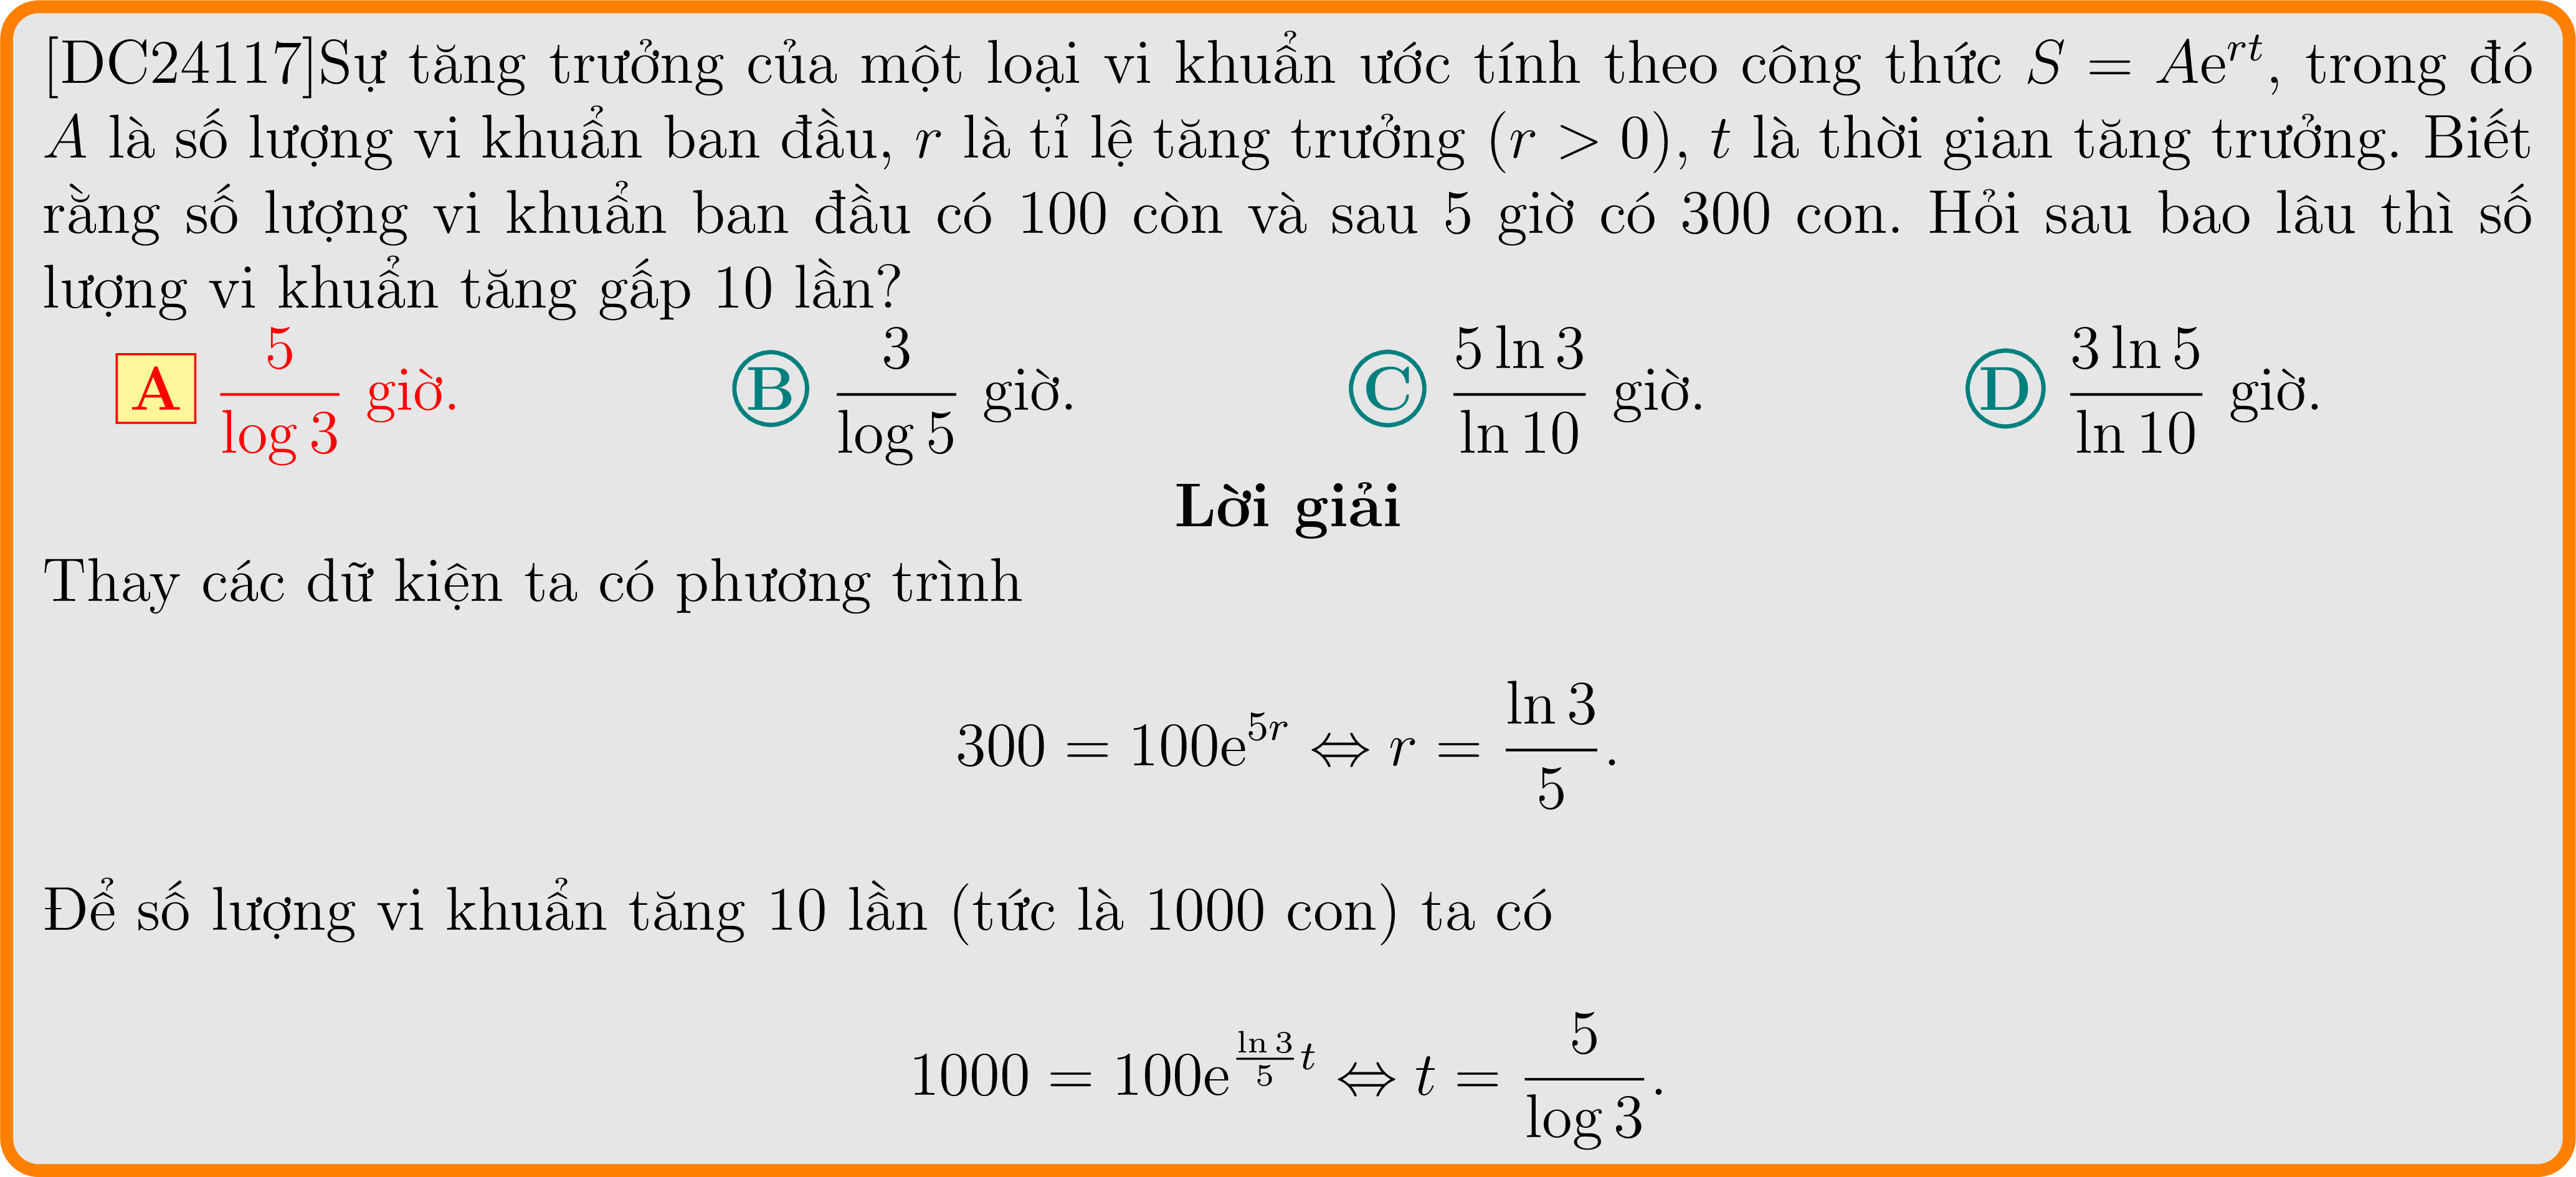 [DC24117]Sự tăng trưởng của một loại vi khuẩn ước tính theo công thức $S = A\mathrm{e}^{rt}$, trong đó
$A$ là số lượng vi khuẩn ban đầu, $r$ là tỉ lệ tăng trưởng $(r > 0)$, $t$ là thời gian tăng trưởng. Biết
rằng số lượng vi khuẩn ban đầu có 100 còn và sau 5 giờ có 300 con. Hỏi sau bao lâu thì số
lượng vi khuẩn tăng gấp 10 lần?
A $\frac{5}{\log 3}$ giờ. B $\frac{3}{\log 5}$ giờ. C $\frac{5 \ln 3}{\ln 10}$ giờ. D $\frac{3 \ln 5}{\ln 10}$ giờ.
Lời giải
Thay các dữ kiện ta có phương trình
$300 = 100\mathrm{e}^{5r} \Leftrightarrow r = \frac{\ln 3}{5}.$
Để số lượng vi khuẩn tăng 10 lần (tức là 1000 con) ta có
$1000 = 100\mathrm{e}^{\frac{\ln 3}{5}t} \Leftrightarrow t = \frac{5}{\log 3}.$